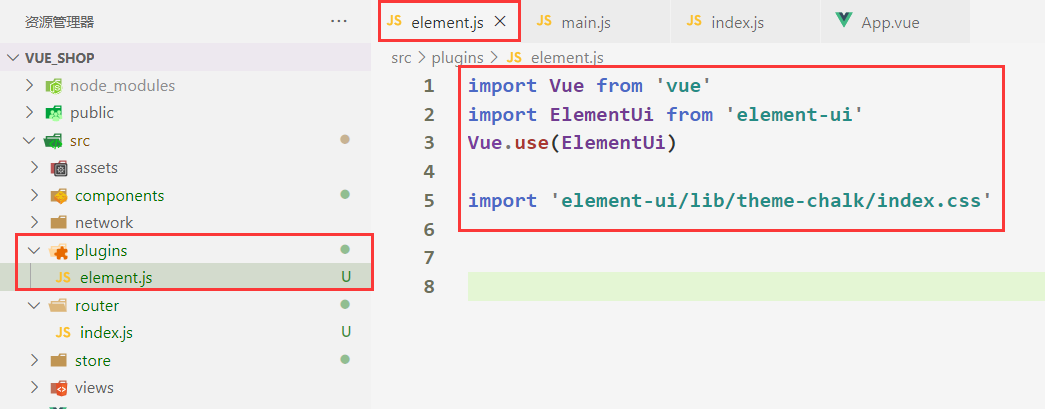 资源管理器 ···
VUE_SHOP
node_modules
public
src
assets
components
network
plugins
JS element.js U
router
JS index.js U
store
views
JS element.js ×
JS main.js
JS index.js
App.vue
src > plugins > JS element.js
1 import Vue from 'vue'
2 import ElementUi from 'element-ui'
3 Vue.use(ElementUi)
4
5 import 'element-ui/lib/theme-chalk/index.css'
6
7
8